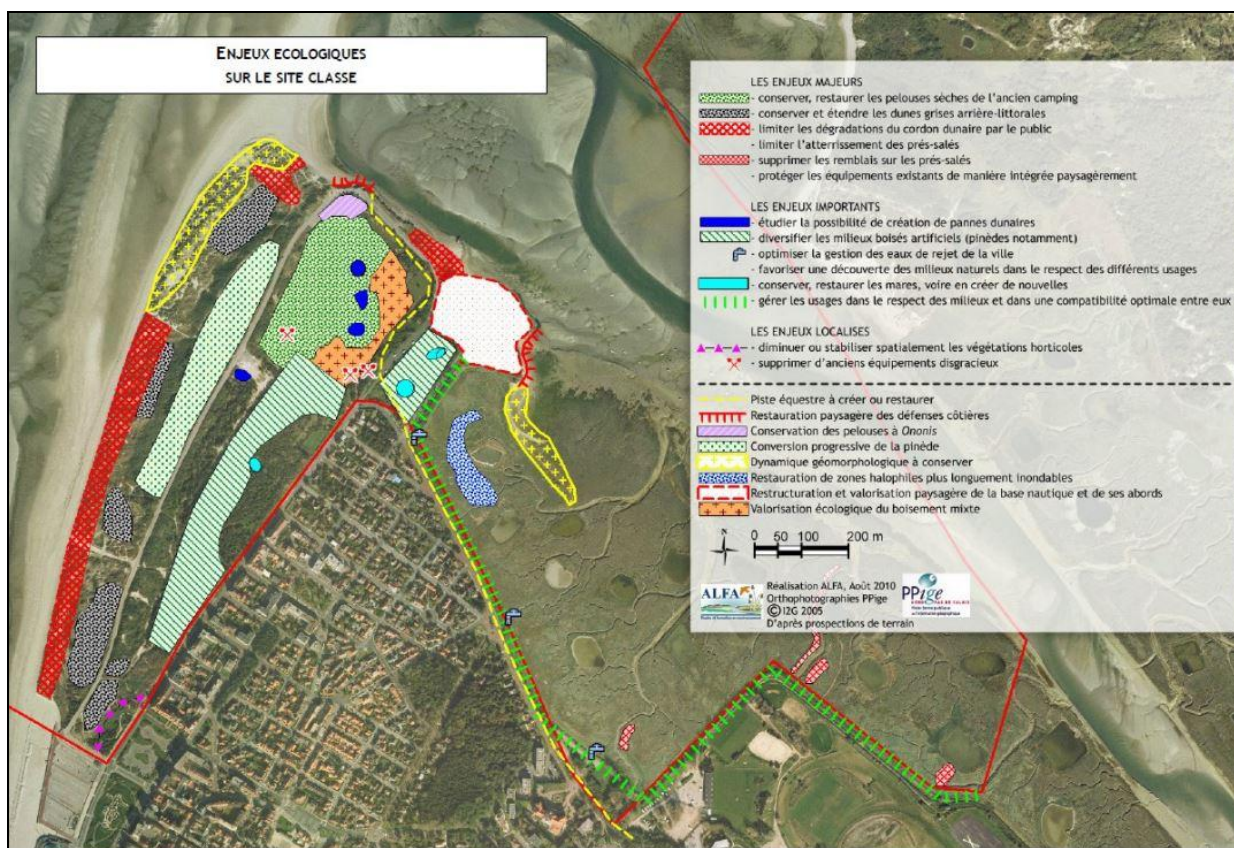 ENJEUX ECOLOGIQUES
SUR LE SITE CLASSE
LES ENJEUX MAJEURS
- conserver, restaurer les pelouses sèches de l'ancien camping
- conserver et étendre les dunes grises arrière-littorales
- limiter les dégradations du cordon dunaire par le public
- limiter l'atterrissement des prés-salés
- supprimer les remblais sur les prés-salés
- protéger les équipements existants de manière intégrée paysagèrement
LES ENJEUX IMPORTANTS
- étudier la possibilité de création de pannes dunaires
- diversifier les milieux boisés artificiels (pinèdes notamment)
- optimiser la gestion des eaux de rejet de la ville
- favoriser une découverte des milieux naturels dans le respect des différents usages
- conserver, restaurer les mares, voire en créer de nouvelles
- gérer les usages dans le respect des milieux et dans une compatibilité optimale entre eux
LES ENJEUX LOCALISES
- diminuer ou stabiliser spatialement les végétations horticoles
- supprimer d'anciens équipements disgracieux
Piste équestre à créer ou restaurer
Restauration paysagère des défenses côtières
Conservation des pelouses à Ononis
Conversion progressive de la pinède
Dynamique géomorphologique à conserver
Restauration de zones halophiles plus longuement inondables
Restructuration et valorisation paysagère de la base nautique et de ses abords
Valorisation écologique du boisement mixte
N
0 50 100 200 m
ALFA
Réalisation ALFA, Août 2010
Orthophotographies PPige
© I2G 2005
D'après prospections de terrain
PPige